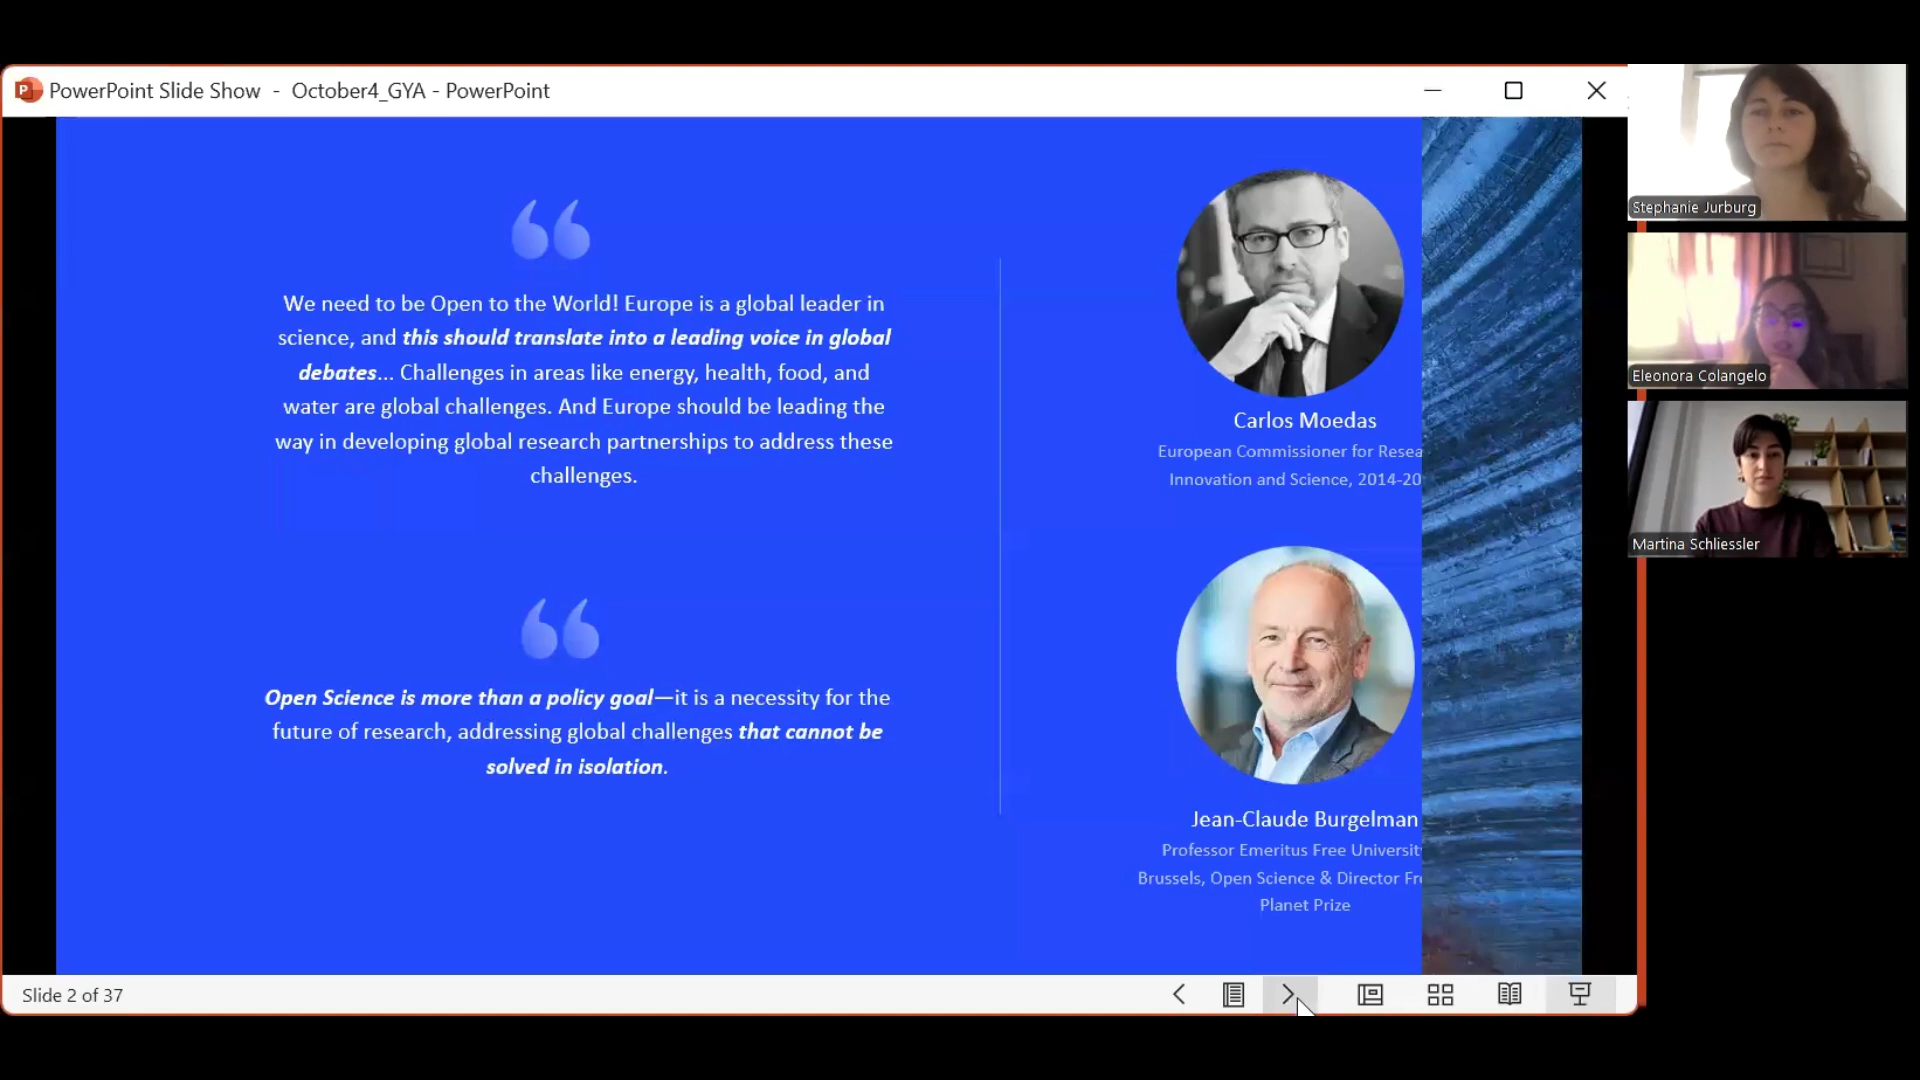 PowerPoint Slide Show - October4_GYA - PowerPoint
“
We need to be Open to the World! Europe is a global leader in
science, and this should translate into a leading voice in global
debates... Challenges in areas like energy, health, food, and
water are global challenges. And Europe should be leading the
way in developing global research partnerships to address these
challenges.
Carlos Moedas
European Commissioner for
Innovation and Science,
“
Open Science is more than a policy goal—it is a necessity for the
future of research, addressing global challenges that cannot be
solved in isolation.
Jean-Claude Burgelman
Professor Emeritus Free
Brussels, Open Science & Director
Planet Prize
Slide 2 of 37
Stephanie Jurburg
Eleonora Colangelo
Martina Schliessler